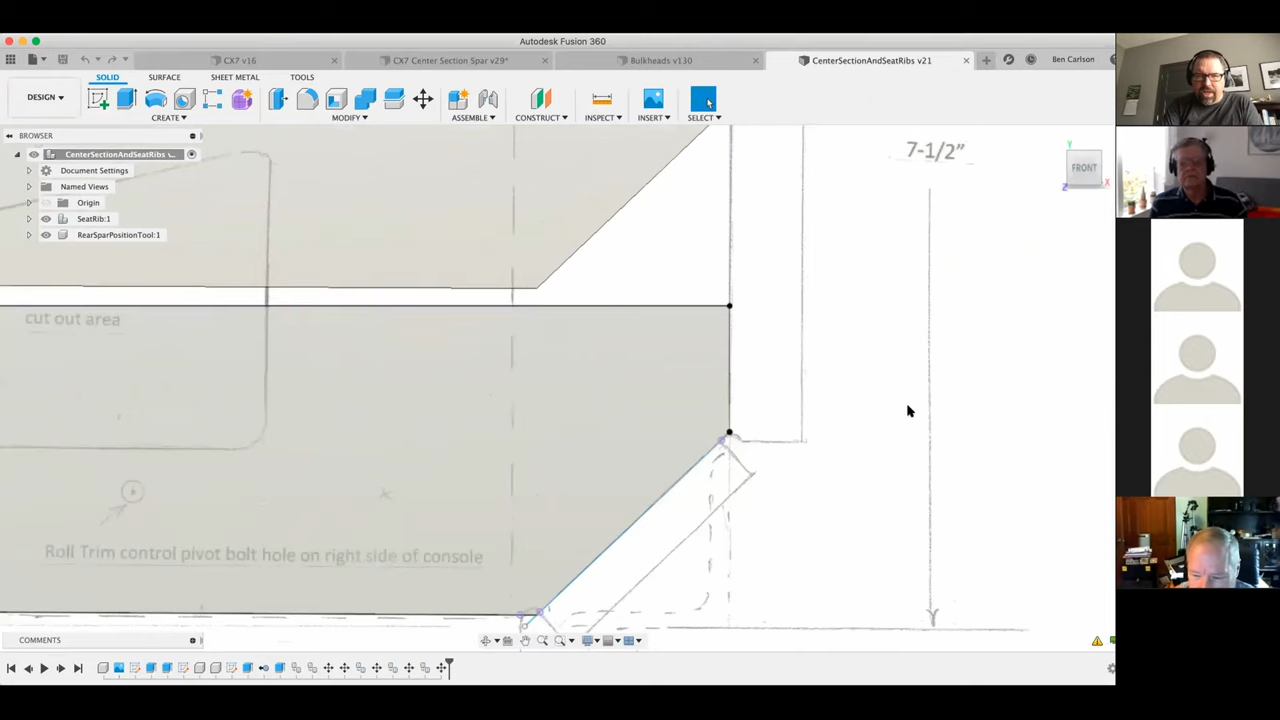 Autodesk Fusion 360
CX7 v16
CX7 Center Section Spar v29*
Bulkheads v130
CenterSectionAndSeatRibs v21
Ben Carlson
SOLID
SURFACE
SHEET METAL
TOOLS
DESIGN
CREATE
MODIFY
ASSEMBLE
CONSTRUCT
INSPECT
INSERT
SELECT
BROWSER
CenterSectionAndSeatRibs
Document Settings
Named Views
Origin
SeatRib:1
RearSparPositionTool:1
7-1/2”
Y
FRONT
Z
X
cut out area
Roll Trim control pivot bolt hole on right side of console
COMMENTS